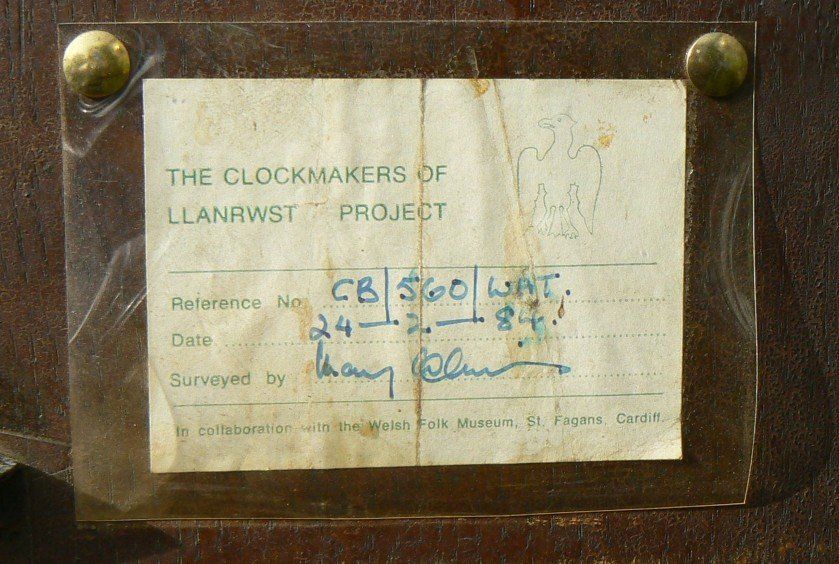 THE CLOCKMAKERS OF
LLANRWST PROJECT
Reference No. CB/560/WAT.
Date 24-2-84.
Surveyed by
In collaboration with the Welsh Folk Museum, St. Fagans, Cardiff.